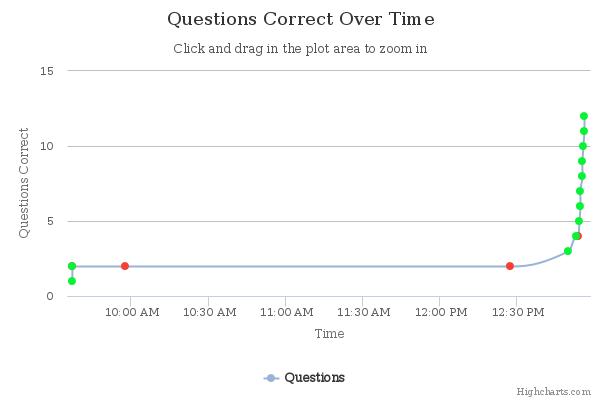 Questions Correct Over Time
Click and drag in the plot area to zoom in
Questions Correct
15
10
5
0
10:00 AM 10:30 AM 11:00 AM 11:30 AM 12:00 PM 12:30 PM
Time
Questions
Highcharts.com